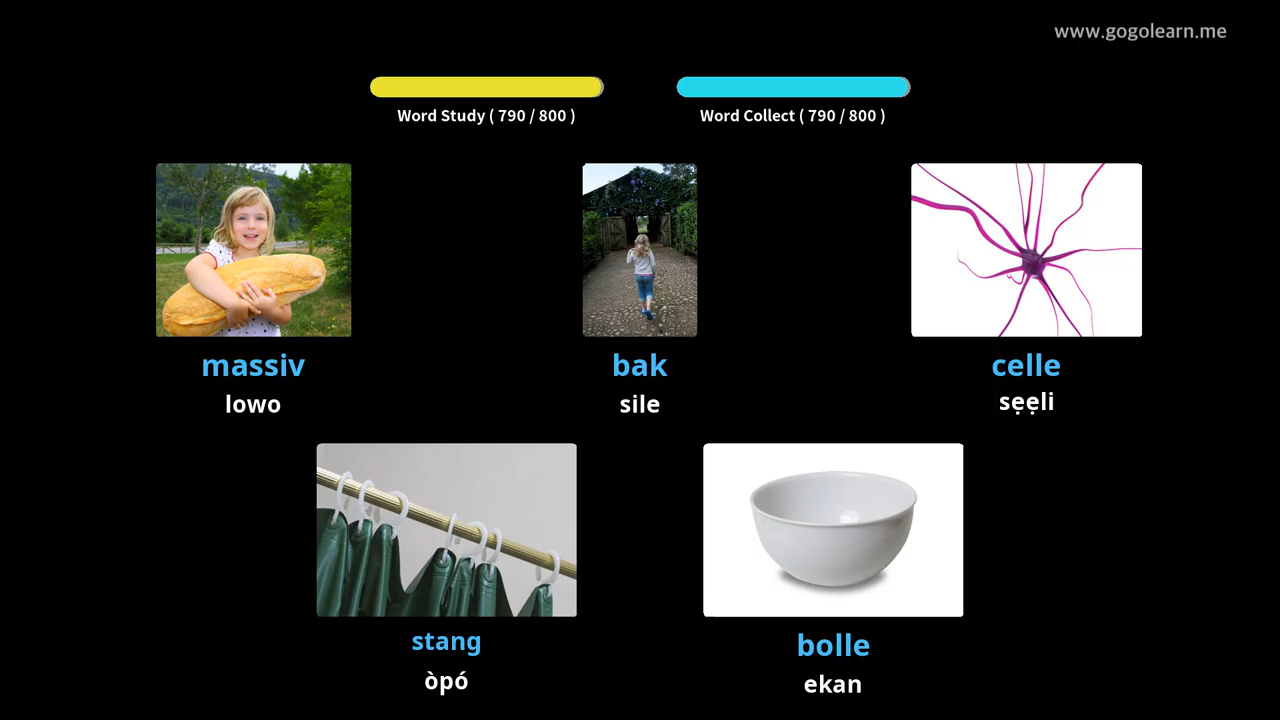 www.gogolearn.me
Word Study ( 790 / 800 )
Word Collect ( 790 / 800 )
massiv
lowo
bak
sile
celle
sẹẹli
stang
òpó
bolle
ekan